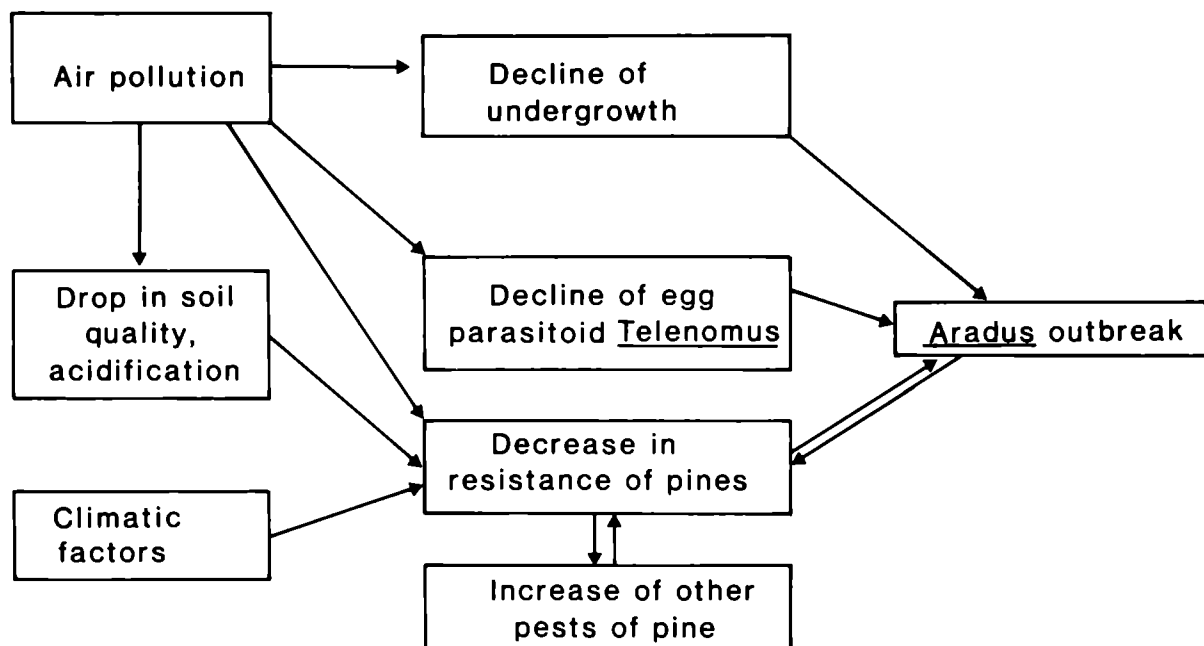 Air pollution
Decline of
undergrowth
Drop in soil
quality,
acidification
Decline of egg
parasitoid Telenomus
Aradus outbreak
Decrease in
resistance of pines
Climatic
factors
Increase of other
pests of pine